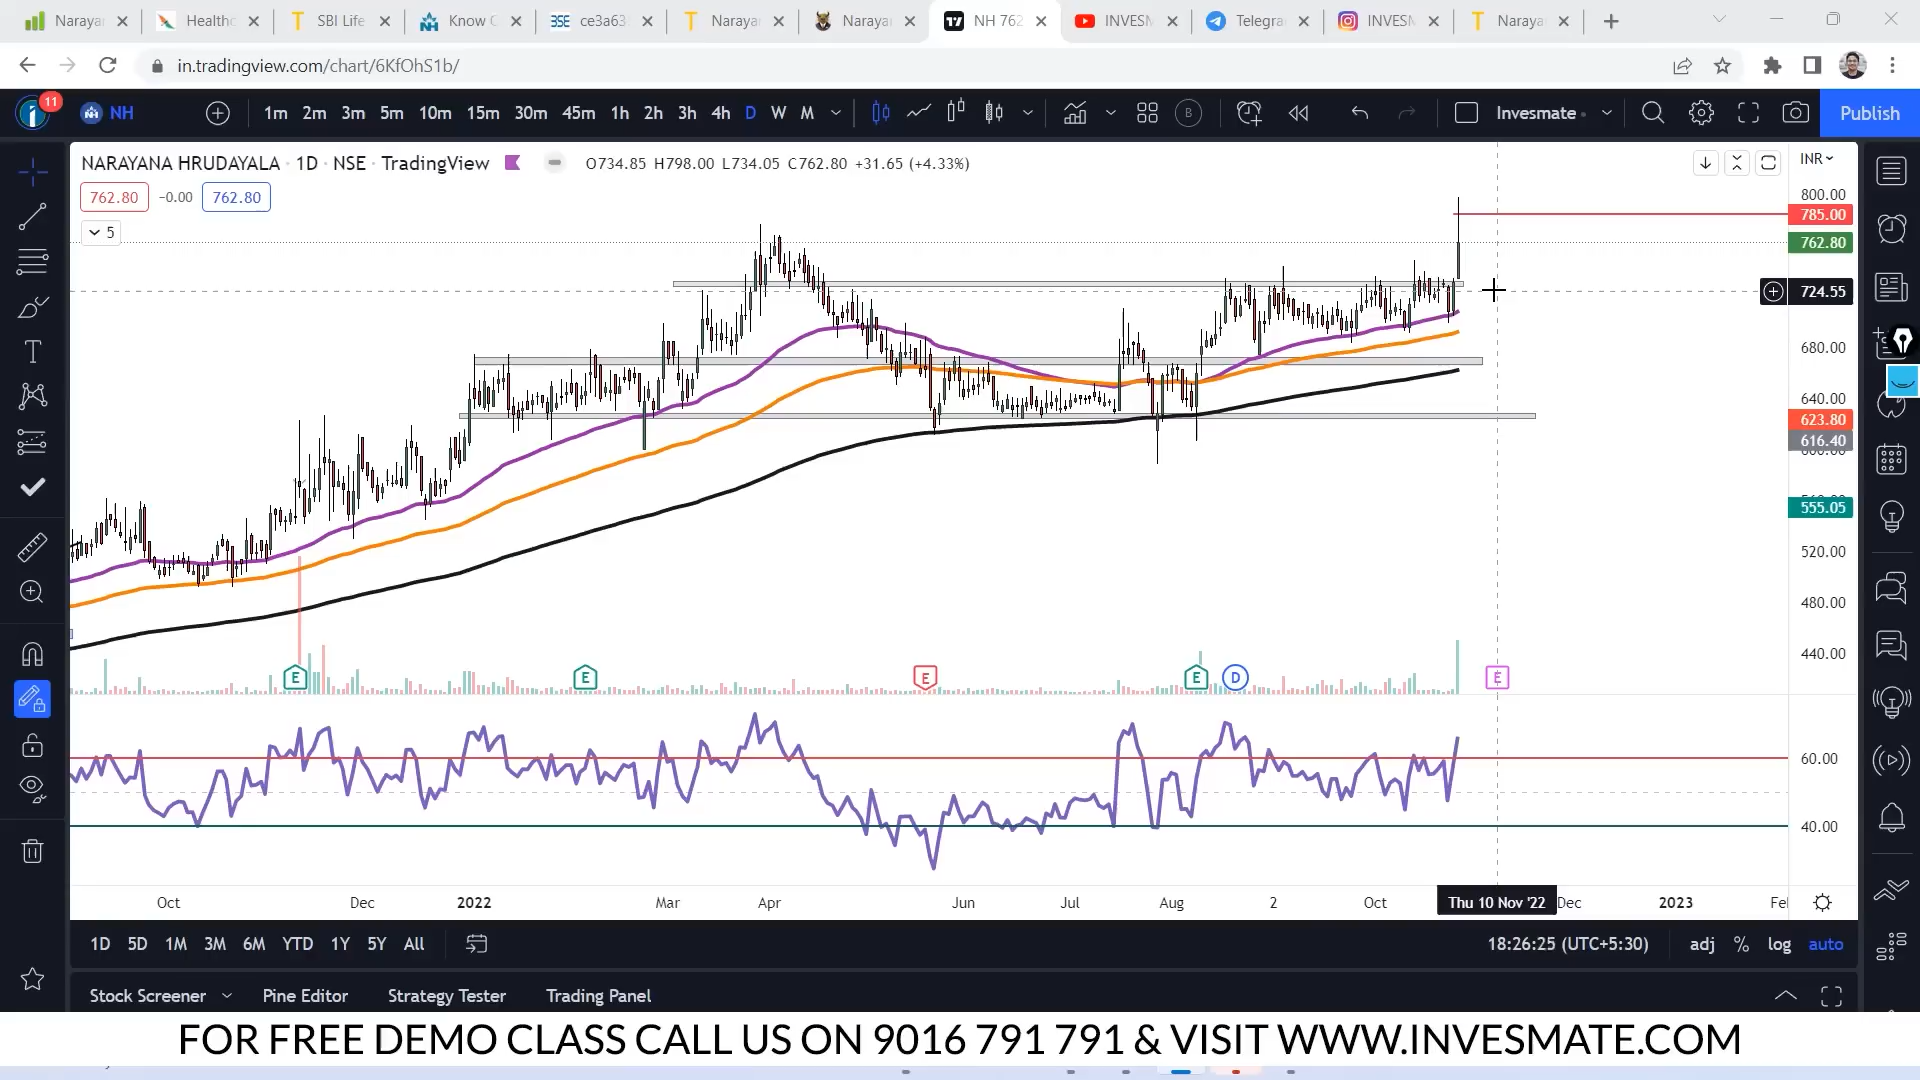 Narayan
Healthc
SBI Life
Know C
ce3a63
Narayan
Narayan
NH 762
INVESM
Telegra
INVESM
Narayan
in.tradingview.com/chart/6KfOhS1b/
11
NH
1m 2m 3m 5m 10m 15m 30m 45m 1h 2h 3h 4h D W M
B
Invesmate
Publish
NARAYANA HRUDAYALA · 1D · NSE · TradingView
O734.85 H798.00 L734.05 C762.80 +31.65 (+4.33%)
INR
762.80 −0.00 762.80
5
800.00
785.00
762.80
724.55
680.00
640.00
623.80
616.40
555.05
520.00
480.00
440.00
E E E E D E
60.00
40.00
Oct Dec 2022 Mar Apr Jun Jul Aug 2 Oct Thu 10 Nov '22 Dec 2023
1D 5D 1M 3M 6M YTD 1Y 5Y All
18:26:25 (UTC+5:30) adj % log auto
Stock Screener Pine Editor Strategy Tester Trading Panel
FOR FREE DEMO CLASS CALL US ON 9016 791 791 & VISIT WWW.INVESMATE.COM